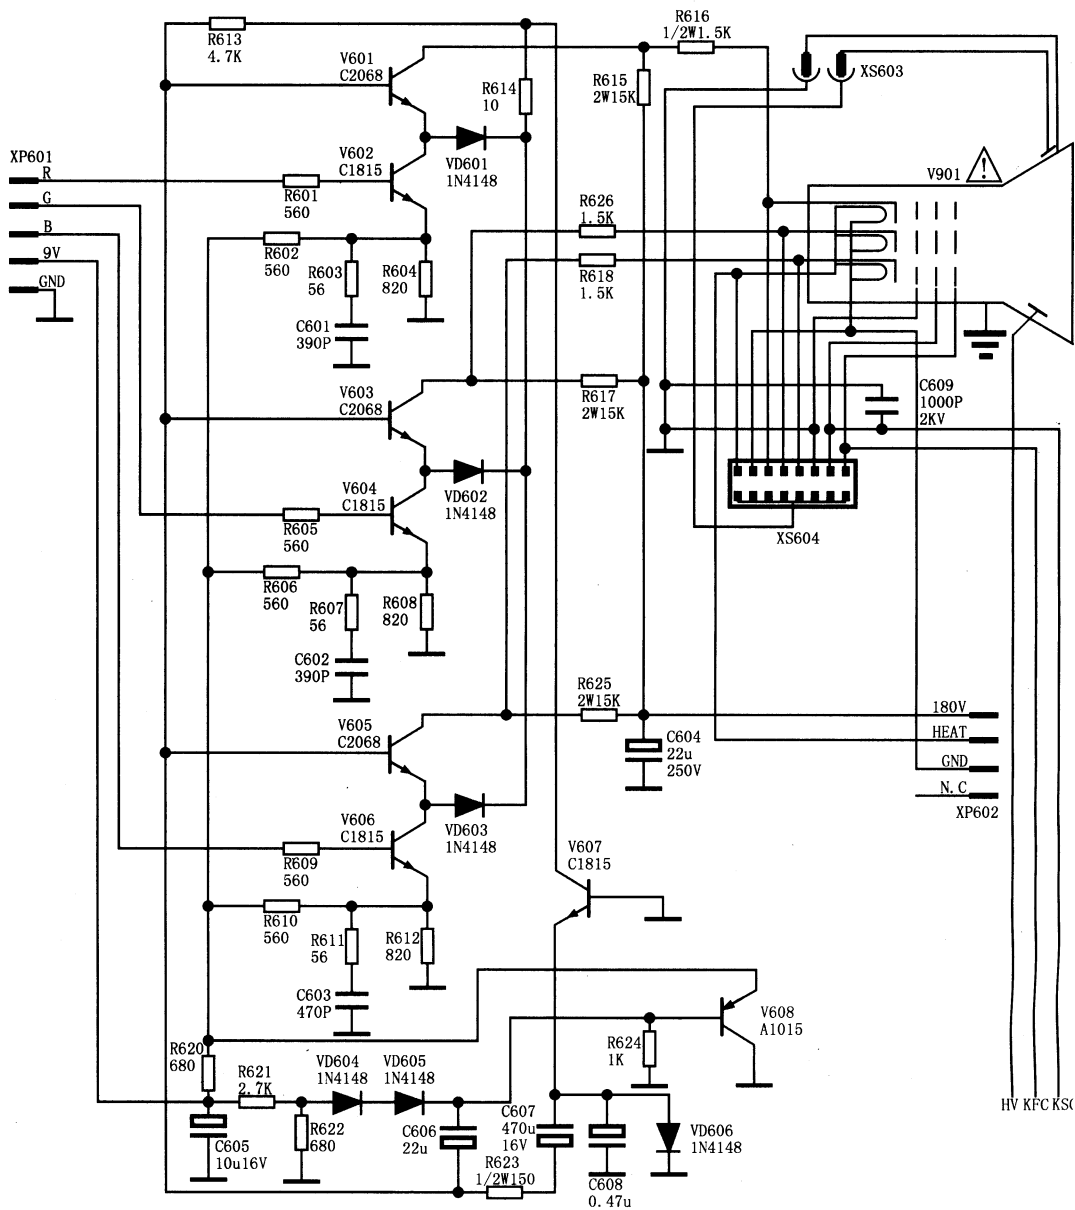 R613
4.7K
R616
1/2W1.5K
V601
C2068
R614
10
R615
2W15K
XS603
XP601
R
V602
C1815
VD601
1N4148
V901
R601
560
G
R626
1.5K
B
R602
560
R603
56
R604
820
9V
R618
1.5K
GND
C601
390P
V603
C2068
R617
2W15K
C609
1000P
2KV
V604
C1815
VD602
1N4148
R605
560
XS604
R606
560
R607
56
R608
820
C602
390P
R625
2W15K
V605
C2068
180V
C604
22u
250V
HEAT
GND
N.C
XP602
V606
C1815
VD603
1N4148
V607
C1815
R609
560
R610
560
R611
56
R612
820
C603
470P
V608
A1015
R620
680
R624
1K
R621
2.7K
VD604
1N4148
VD605
1N4148
HV KFC KSC
C605
10u16V
R622
680
C606
22u
C607
470u
16V
VD606
1N4148
R623
1/2W150
C608
0.47u